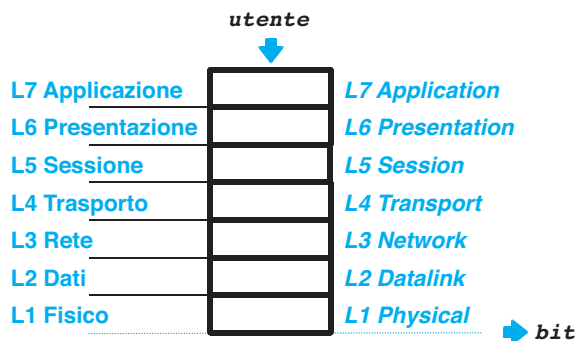 utente
L7 Applicazione L7 Application
L6 Presentazione L6 Presentation
L5 Sessione L5 Session
L4 Trasporto L4 Transport
L3 Rete L3 Network
L2 Dati L2 Datalink
L1 Fisico L1 Physical
bit